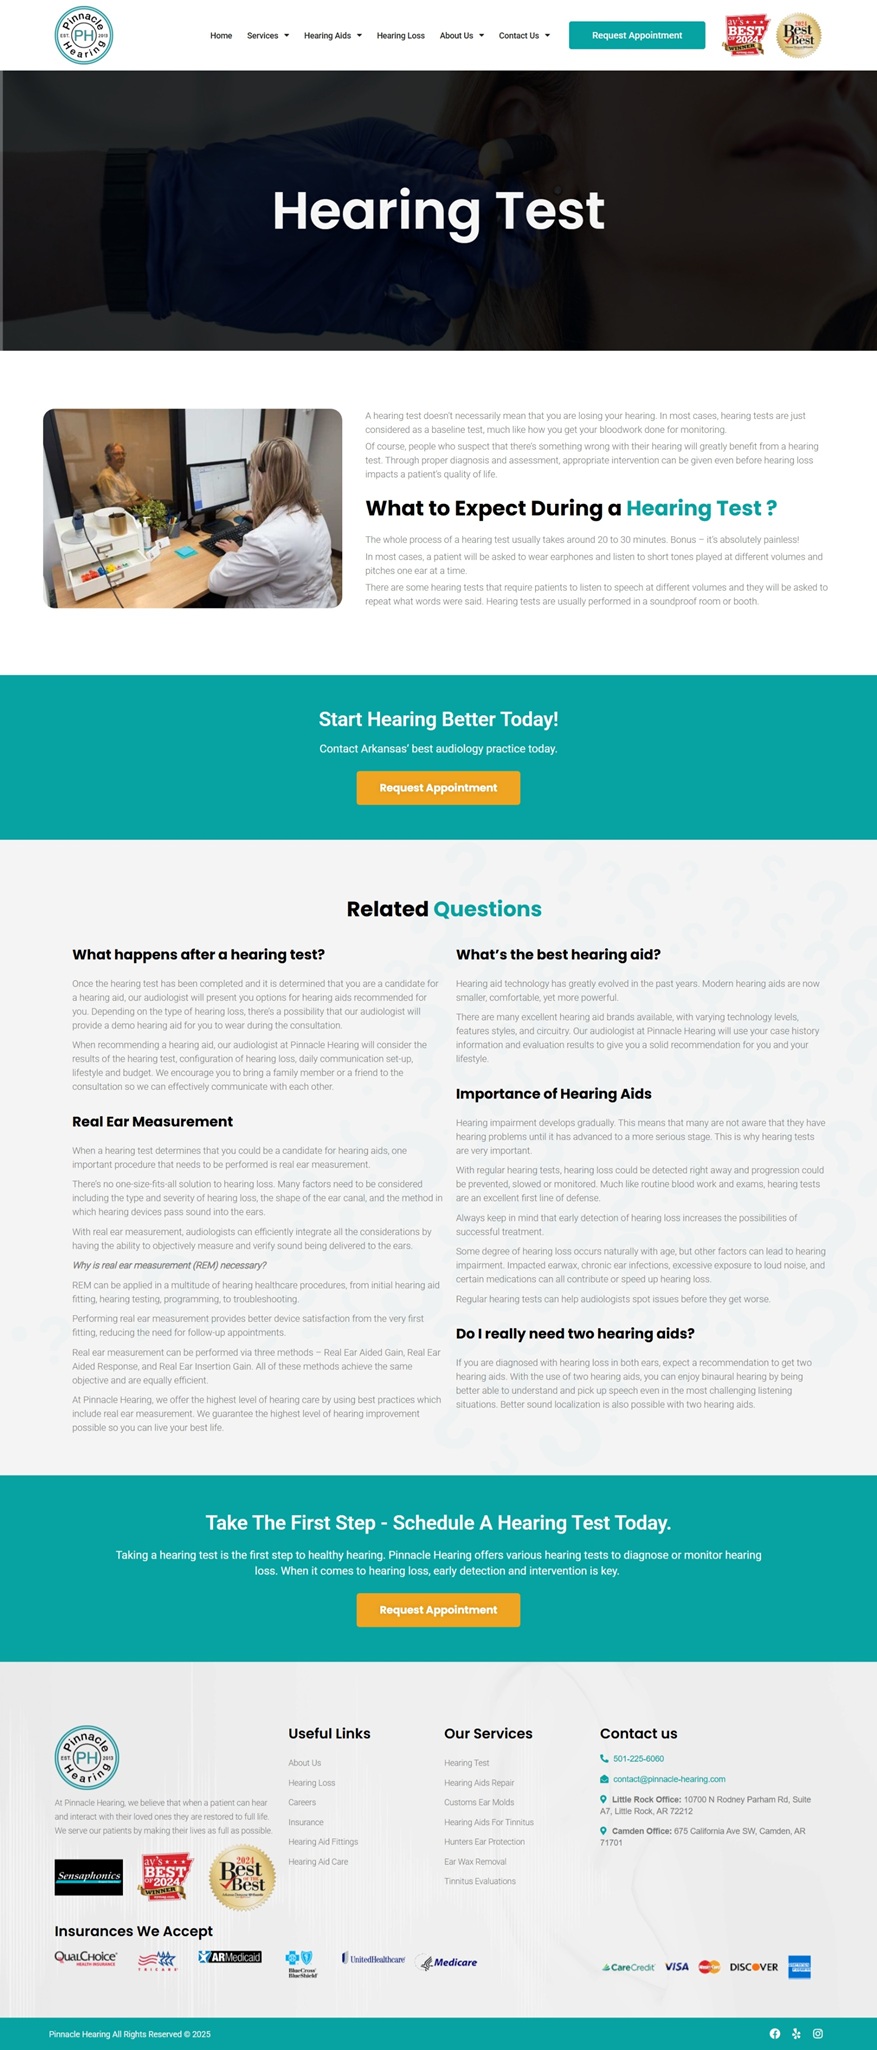 Pinnacle
EST. PH 2013
Hearing
Home Services Hearing Aids Hearing Loss About Us Contact Us Request Appointment
av's BEST OF 2024 WINNER
2024 Best of the Best
Hearing Test
A hearing test doesn't necessarily mean that you are losing your hearing. In most cases, hearing tests are just
considered as a baseline test, much like how you get your bloodwork done for monitoring.
Of course, people who suspect that there's something wrong with their hearing will greatly benefit from a hearing
test. Through proper diagnosis and assessment, appropriate intervention can be given even before hearing loss
impacts a patient's quality of life.
What to Expect During a Hearing Test ?
The whole process of a hearing test usually takes around 20 to 30 minutes. Bonus – it's absolutely painless!
In most cases, a patient will be asked to wear earphones and listen to short tones played at different volumes and
pitches one ear at a time.
There are some hearing tests that require patients to listen to speech at different volumes and they will be asked to
repeat what words were said. Hearing tests are usually performed in a soundproof room or booth.
Start Hearing Better Today!
Contact Arkansas' best audiology practice today.
Request Appointment
Related Questions
What happens after a hearing test?
Once the hearing test has been completed and it is determined that you are a candidate for
a hearing aid, our audiologist will present you options for hearing aids recommended for
you. Depending on the type of hearing loss, there's a possibility that our audiologist will
provide a demo hearing aid for you to wear during the consultation.
When recommending a hearing aid, our audiologist at Pinnacle Hearing will consider the
results of the hearing test, configuration of hearing loss, daily communication set-up,
lifestyle and budget. We encourage you to bring a family member or a friend to the
consultation so we can effectively communicate with each other.
Real Ear Measurement
When a hearing test determines that you could be a candidate for hearing aids, one
important procedure that needs to be performed is real ear measurement.
There's no one-size-fits-all solution to hearing loss. Many factors need to be considered
including the type and severity of hearing loss, the shape of the ear canal, and the method in
which hearing devices pass sound into the ears.
With real ear measurement, audiologists can efficiently integrate all the considerations by
having the ability to objectively measure and verify sound being delivered to the ears.
Why is real ear measurement (REM) necessary?
REM can be applied in a multitude of hearing healthcare procedures, from initial hearing aid
fitting, hearing testing, programming, to troubleshooting.
Performing real ear measurement provides better device satisfaction from the very first
fitting, reducing the need for follow-up appointments.
Real ear measurement can be performed via three methods – Real Ear Aided Gain, Real Ear
Aided Response, and Real Ear Insertion Gain. All of these methods achieve the same
objective and are equally efficient.
At Pinnacle Hearing, we offer the highest level of hearing care by using best practices which
include real ear measurement. We guarantee the highest level of hearing improvement
possible so you can live your best life.
What's the best hearing aid?
Hearing aid technology has greatly evolved in the past years. Modern hearing aids are now
smaller, comfortable, yet more powerful.
There are many excellent hearing aid brands available, with varying technology levels,
features styles, and circuitry. Our audiologist at Pinnacle Hearing will use your case history
information and evaluation results to give you a solid recommendation for you and your
lifestyle.
Importance of Hearing Aids
Hearing impairment develops gradually. This means that many are not aware that they have
hearing problems until it has advanced to a more serious stage. This is why hearing tests
are very important.
With regular hearing tests, hearing loss could be detected right away and progression could
be prevented, slowed or monitored. Much like routine blood work and exams, hearing tests
are an excellent first line of defense.
Always keep in mind that early detection of hearing loss increases the possibilities of
successful treatment.
Some degree of hearing loss occurs naturally with age, but other factors can lead to hearing
impairment. Impacted earwax, chronic ear infections, excessive exposure to loud noise, and
certain medications can all contribute or speed up hearing loss.
Regular hearing tests can help audiologists spot issues before they get worse.
Do I really need two hearing aids?
If you are diagnosed with hearing loss in both ears, expect a recommendation to get two
hearing aids. With the use of two hearing aids, you can enjoy binaural hearing by being
better able to understand and pick up speech even in the most challenging listening
situations. Better sound localization is also possible with two hearing aids.
Take The First Step - Schedule A Hearing Test Today.
Taking a hearing test is the first step to healthy hearing. Pinnacle Hearing offers various hearing tests to diagnose or monitor hearing
loss. When it comes to hearing loss, early detection and intervention is key.
Request Appointment
Pinnacle
EST. PH 2013
Hearing
At Pinnacle Hearing, we believe that when a patient can hear
and interact with their loved ones they are restored to full life.
We serve our patients by making their lives as full as possible.
Sensaphonics
av's BEST OF 2024 WINNER
2024 Best of the Best
Useful Links
About Us
Hearing Loss
Careers
Insurance
Hearing Aid Fittings
Hearing Aid Care
Our Services
Hearing Test
Hearing Aids Repair
Customs Ear Molds
Hearing Aids For Tinnitus
Hunters Ear Protection
Ear Wax Removal
Tinnitus Evaluations
Contact us
501-225-6060
contact@pinnacle-hearing.com
Little Rock Office: 10700 N Rodney Parham Rd, Suite
A7, Little Rock, AR 72212
Camden Office: 675 California Ave SW, Camden, AR
71701
Insurances We Accept
QualChoice HEALTH INSURANCE
TRICARE
ARMedicaid
BlueCross BlueShield
UnitedHealthcare
Medicare
CareCredit VISA MasterCard DISCOVER AMERICAN EXPRESS
Pinnacle Hearing All Rights Reserved © 2025